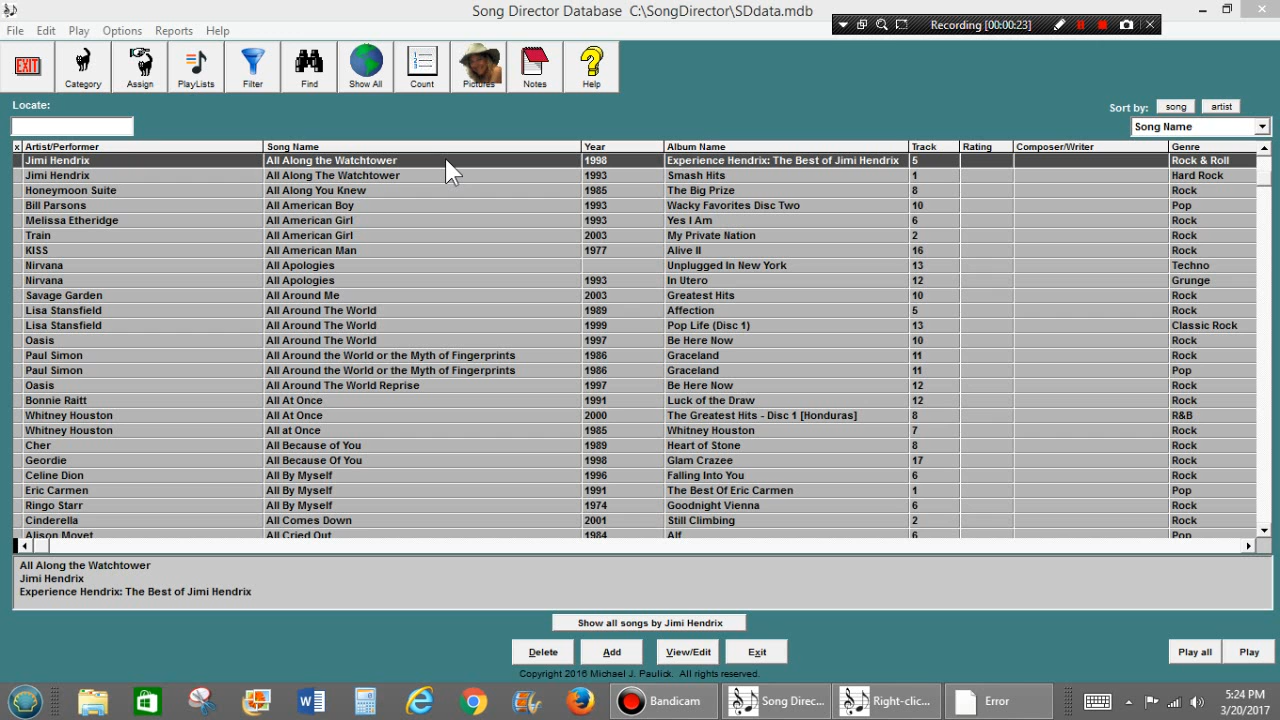 Song Director Database C:\SongDirector\SDdata.mdb
Recording [00:00:23]
File Edit Play Options Reports Help
EXIT Category Assign PlayLists Filter Find Show All Count Pictures Notes Help
Locate:
Sort by: song artist
Song Name
x Artist/Performer Song Name Year Album Name Track Rating Composer/Writer Genre
Jimi Hendrix All Along the Watchtower 1998 Experience Hendrix: The Best of Jimi Hendrix 5 Rock & Roll
Jimi Hendrix All Along The Watchtower 1993 Smash Hits 1 Hard Rock
Honeymoon Suite All Along You Knew 1985 The Big Prize 8 Rock
Bill Parsons All American Boy 1993 Wacky Favorites Disc Two 10 Pop
Melissa Etheridge All American Girl 1993 Yes I Am 6 Rock
Train All American Girl 2003 My Private Nation 2 Rock
KISS All American Man 1977 Alive II 16 Rock
Nirvana All Apologies Unplugged In New York 13 Techno
Nirvana All Apologies 1993 In Utero 12 Grunge
Savage Garden All Around Me 2003 Greatest Hits 10 Rock
Lisa Stansfield All Around The World 1989 Affection 5 Rock
Lisa Stansfield All Around The World 1999 Pop Life (Disc 1) 13 Classic Rock
Oasis All Around The World 1997 Be Here Now 10 Rock
Paul Simon All Around the World or the Myth of Fingerprints 1986 Graceland 11 Rock
Paul Simon All Around the World or the Myth of Fingerprints 1986 Graceland 11 Pop
Oasis All Around The World Reprise 1997 Be Here Now 12 Rock
Bonnie Raitt All At Once 1991 Luck of the Draw 12 Rock
Whitney Houston All At Once 2000 The Greatest Hits - Disc 1 [Honduras] 8 R&B
Whitney Houston All at Once 1985 Whitney Houston 7 Rock
Cher All Because of You 1989 Heart of Stone 8 Rock
Geordie All Because Of You 1998 Glam Crazee 17 Rock
Celine Dion All By Myself 1996 Falling Into You 6 Rock
Eric Carmen All By Myself 1991 The Best Of Eric Carmen 1 Pop
Ringo Starr All By Myself 1974 Goodnight Vienna 6 Rock
Cinderella All Comes Down 2001 Still Climbing 2 Rock
Alison Moyet All Cried Out 1984 Alf 6 Pop
All Along the Watchtower
Jimi Hendrix
Experience Hendrix: The Best of Jimi Hendrix
Show all songs by Jimi Hendrix
Delete Add View/Edit Exit Play all Play
Copyright 2016 Michael J. Paulick. All rights reserved.
Bandicam Song Direc... Right-clic... Error
5:24 PM
3/20/2017